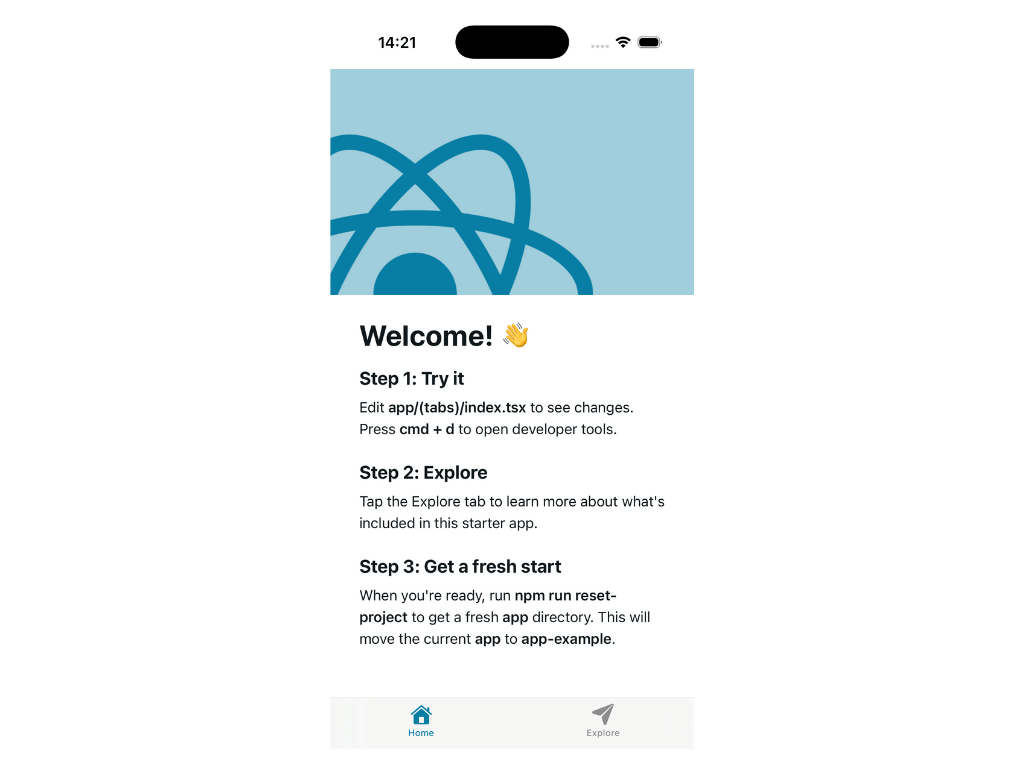 14:21
Welcome! 👋
Step 1: Try it
Edit app/(tabs)/index.tsx to see changes.
Press cmd + d to open developer tools.
Step 2: Explore
Tap the Explore tab to learn more about what's
included in this starter app.
Step 3: Get a fresh start
When you're ready, run npm run reset-
project to get a fresh app directory. This will
move the current app to app-example.
Home
Explore